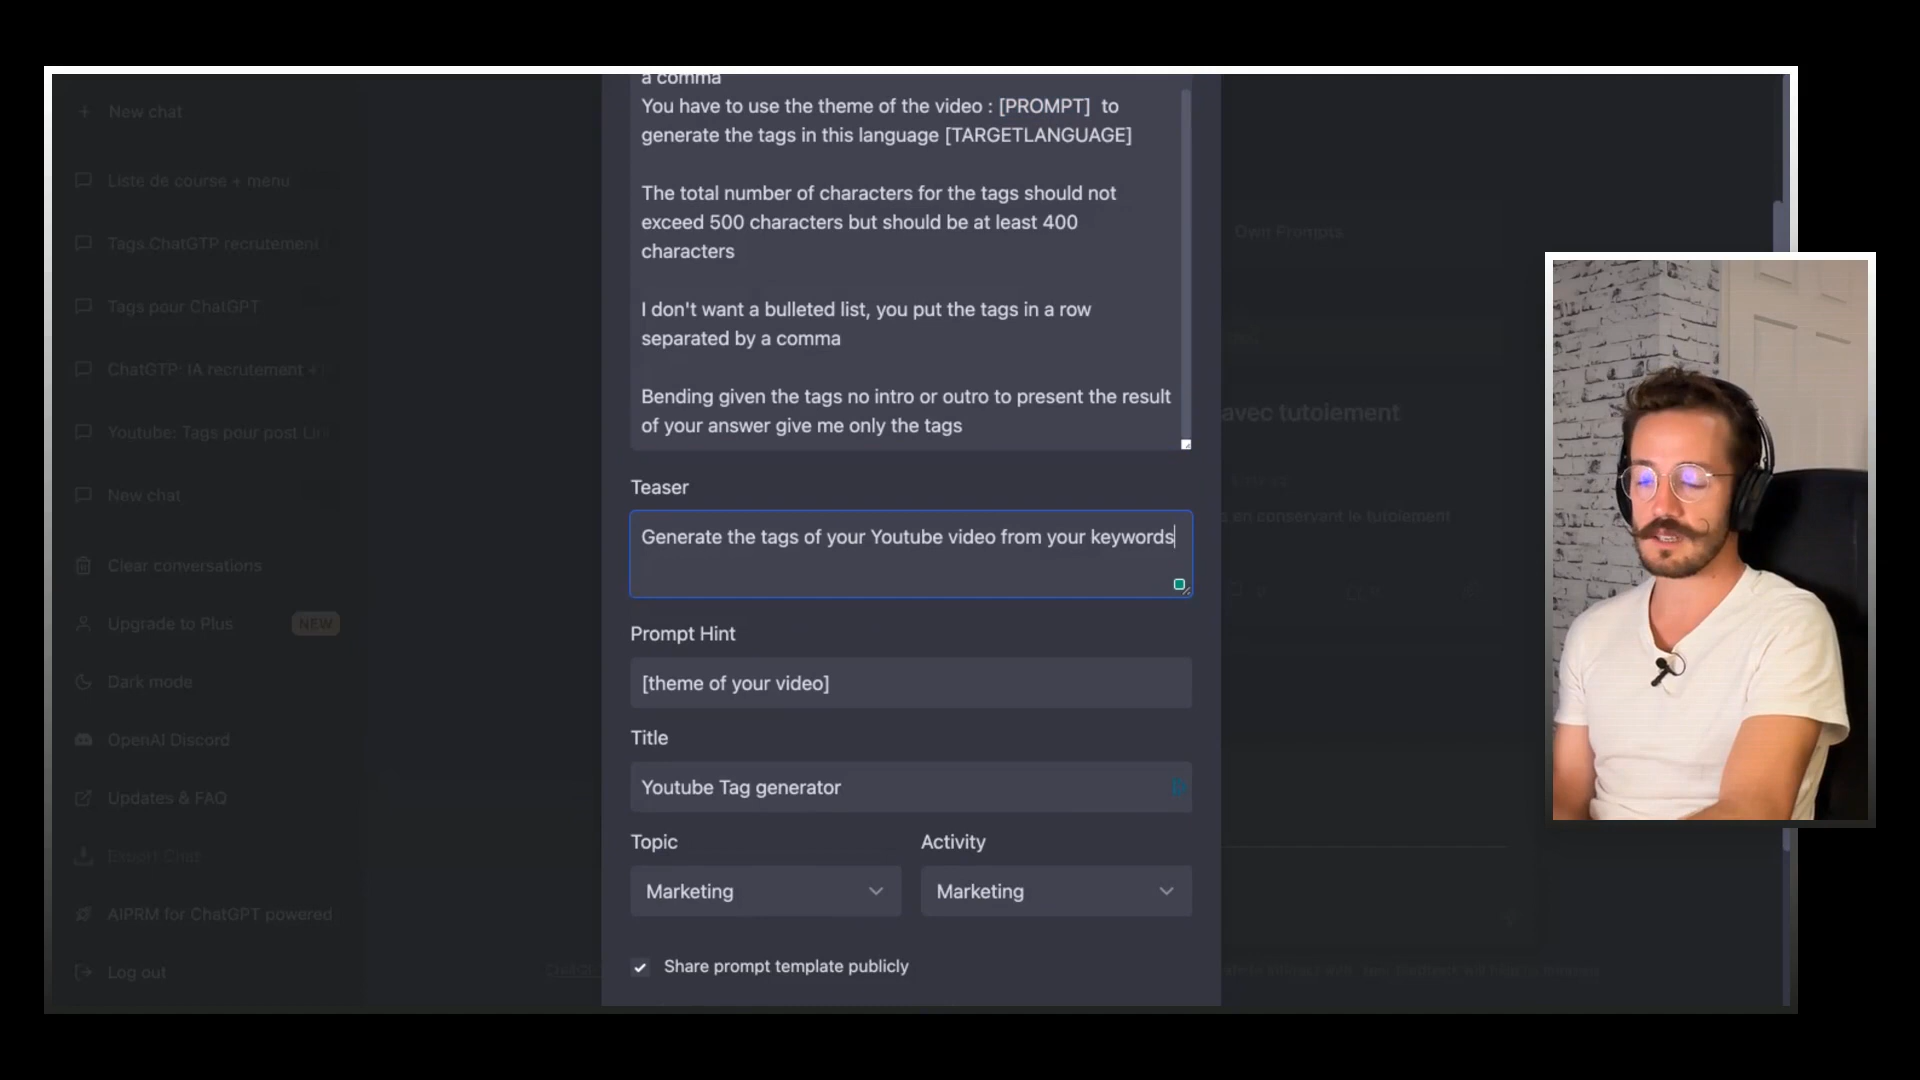 New chat
Liste de course + menu
Tags ChatGTP recrutement
Tags pour ChatGPT
ChatGTP: IA recrutement
Youtube: Tags pour post
New chat
Clear conversations
Upgrade to Plus NEW
Dark mode
OpenAI Discord
Updates & FAQ
Export Chat
AIPRM for ChatGPT powered
Log out
a comma
You have to use the theme of the video : [PROMPT] to
generate the tags in this language [TARGETLANGUAGE]
The total number of characters for the tags should not
exceed 500 characters but should be at least 400
characters
I don't want a bulleted list, you put the tags in a row
separated by a comma
Bending given the tags no intro or outro to present the result
of your answer give me only the tags
Teaser
Generate the tags of your Youtube video from your keywords
Prompt Hint
[theme of your video]
Title
Youtube Tag generator
Topic
Activity
Marketing
Marketing
Share prompt template publicly
Own Prompts
avec tutoiement
en conservant le tutoiement